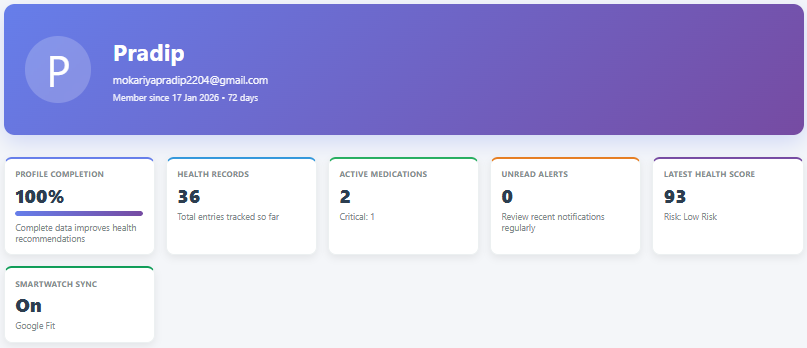 P
Pradip
mokariyapradip2204@gmail.com
Member since 17 Jan 2026 • 72 days
PROFILE COMPLETION
100%
Complete data improves health
recommendations
HEALTH RECORDS
36
Total entries tracked so far
ACTIVE MEDICATIONS
2
Critical: 1
UNREAD ALERTS
0
Review recent notifications
regularly
LATEST HEALTH SCORE
93
Risk: Low Risk
SMARTWATCH SYNC
On
Google Fit